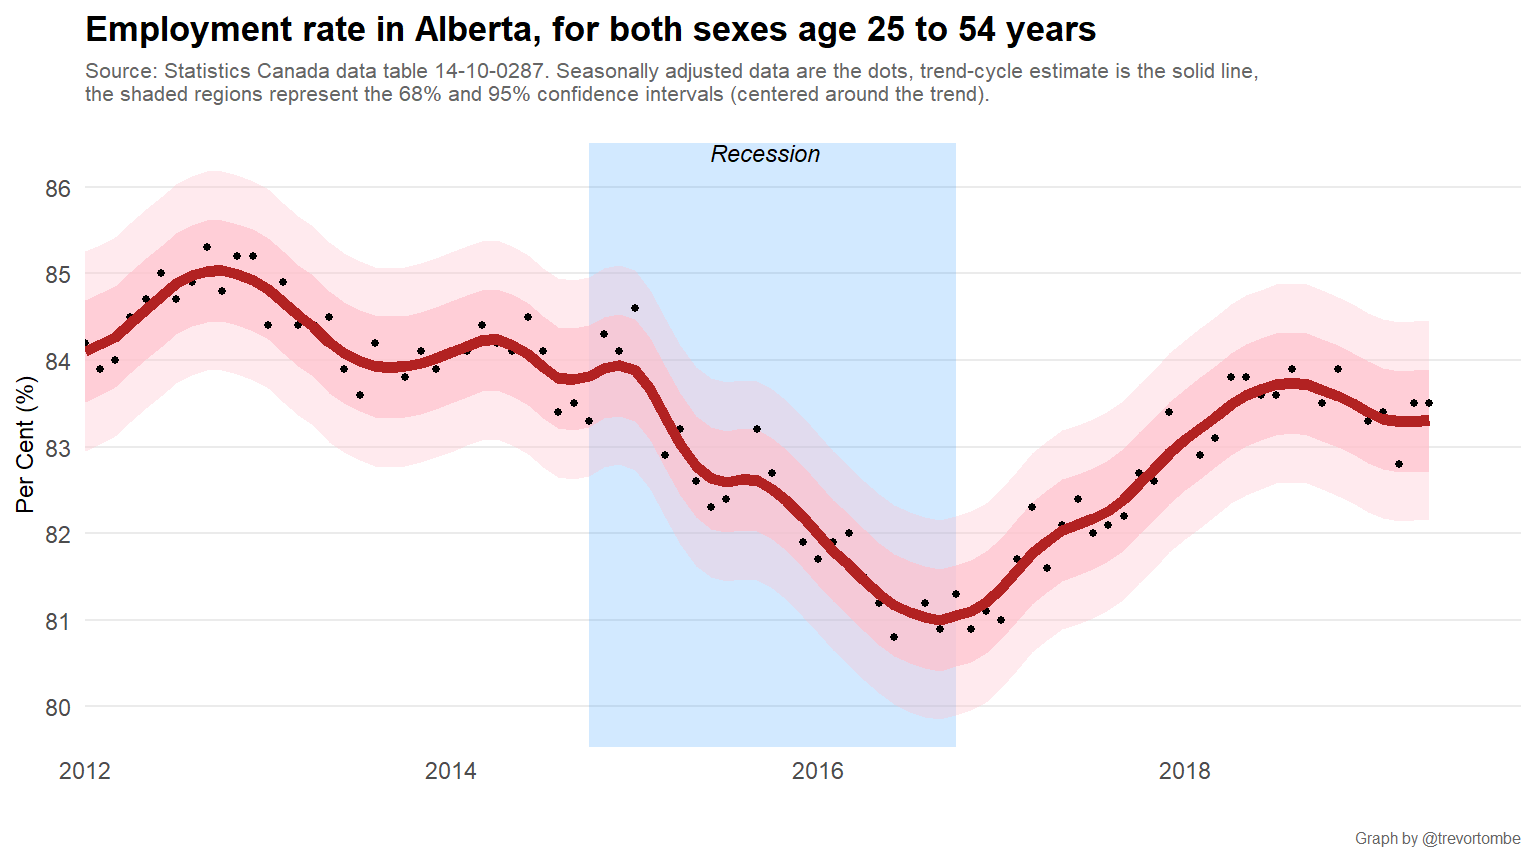 Employment rate in Alberta, for both sexes age 25 to 54 years
Source: Statistics Canada data table 14-10-0287. Seasonally adjusted data are the dots, trend-cycle estimate is the solid line,
the shaded regions represent the 68% and 95% confidence intervals (centered around the trend).
Recession
86
85
84
83
82
81
80
Per Cent (%)
2012
2014
2016
2018
Graph by @trevortombe